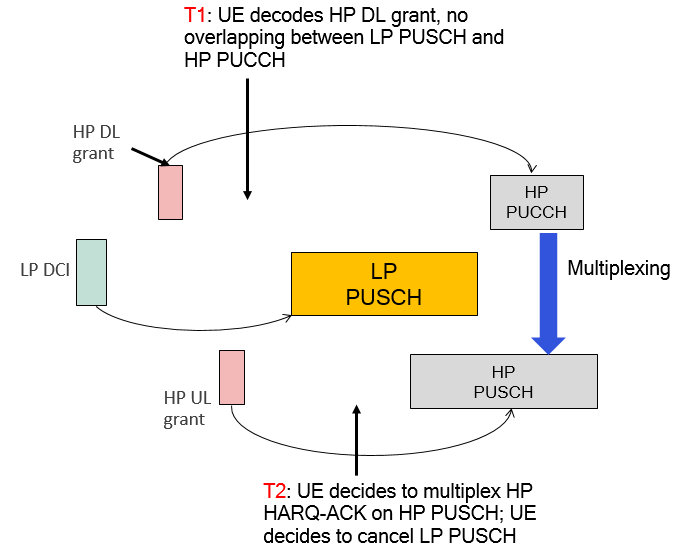 T1: UE decodes HP DL grant, no
overlapping between LP PUSCH and
HP PUCCH
HP DL
grant
HP
PUCCH
LP DCI
LP
PUSCH
Multiplexing
HP UL
grant
HP
PUSCH
T2: UE decides to multiplex HP
HARQ-ACK on HP PUSCH; UE
decides to cancel LP PUSCH